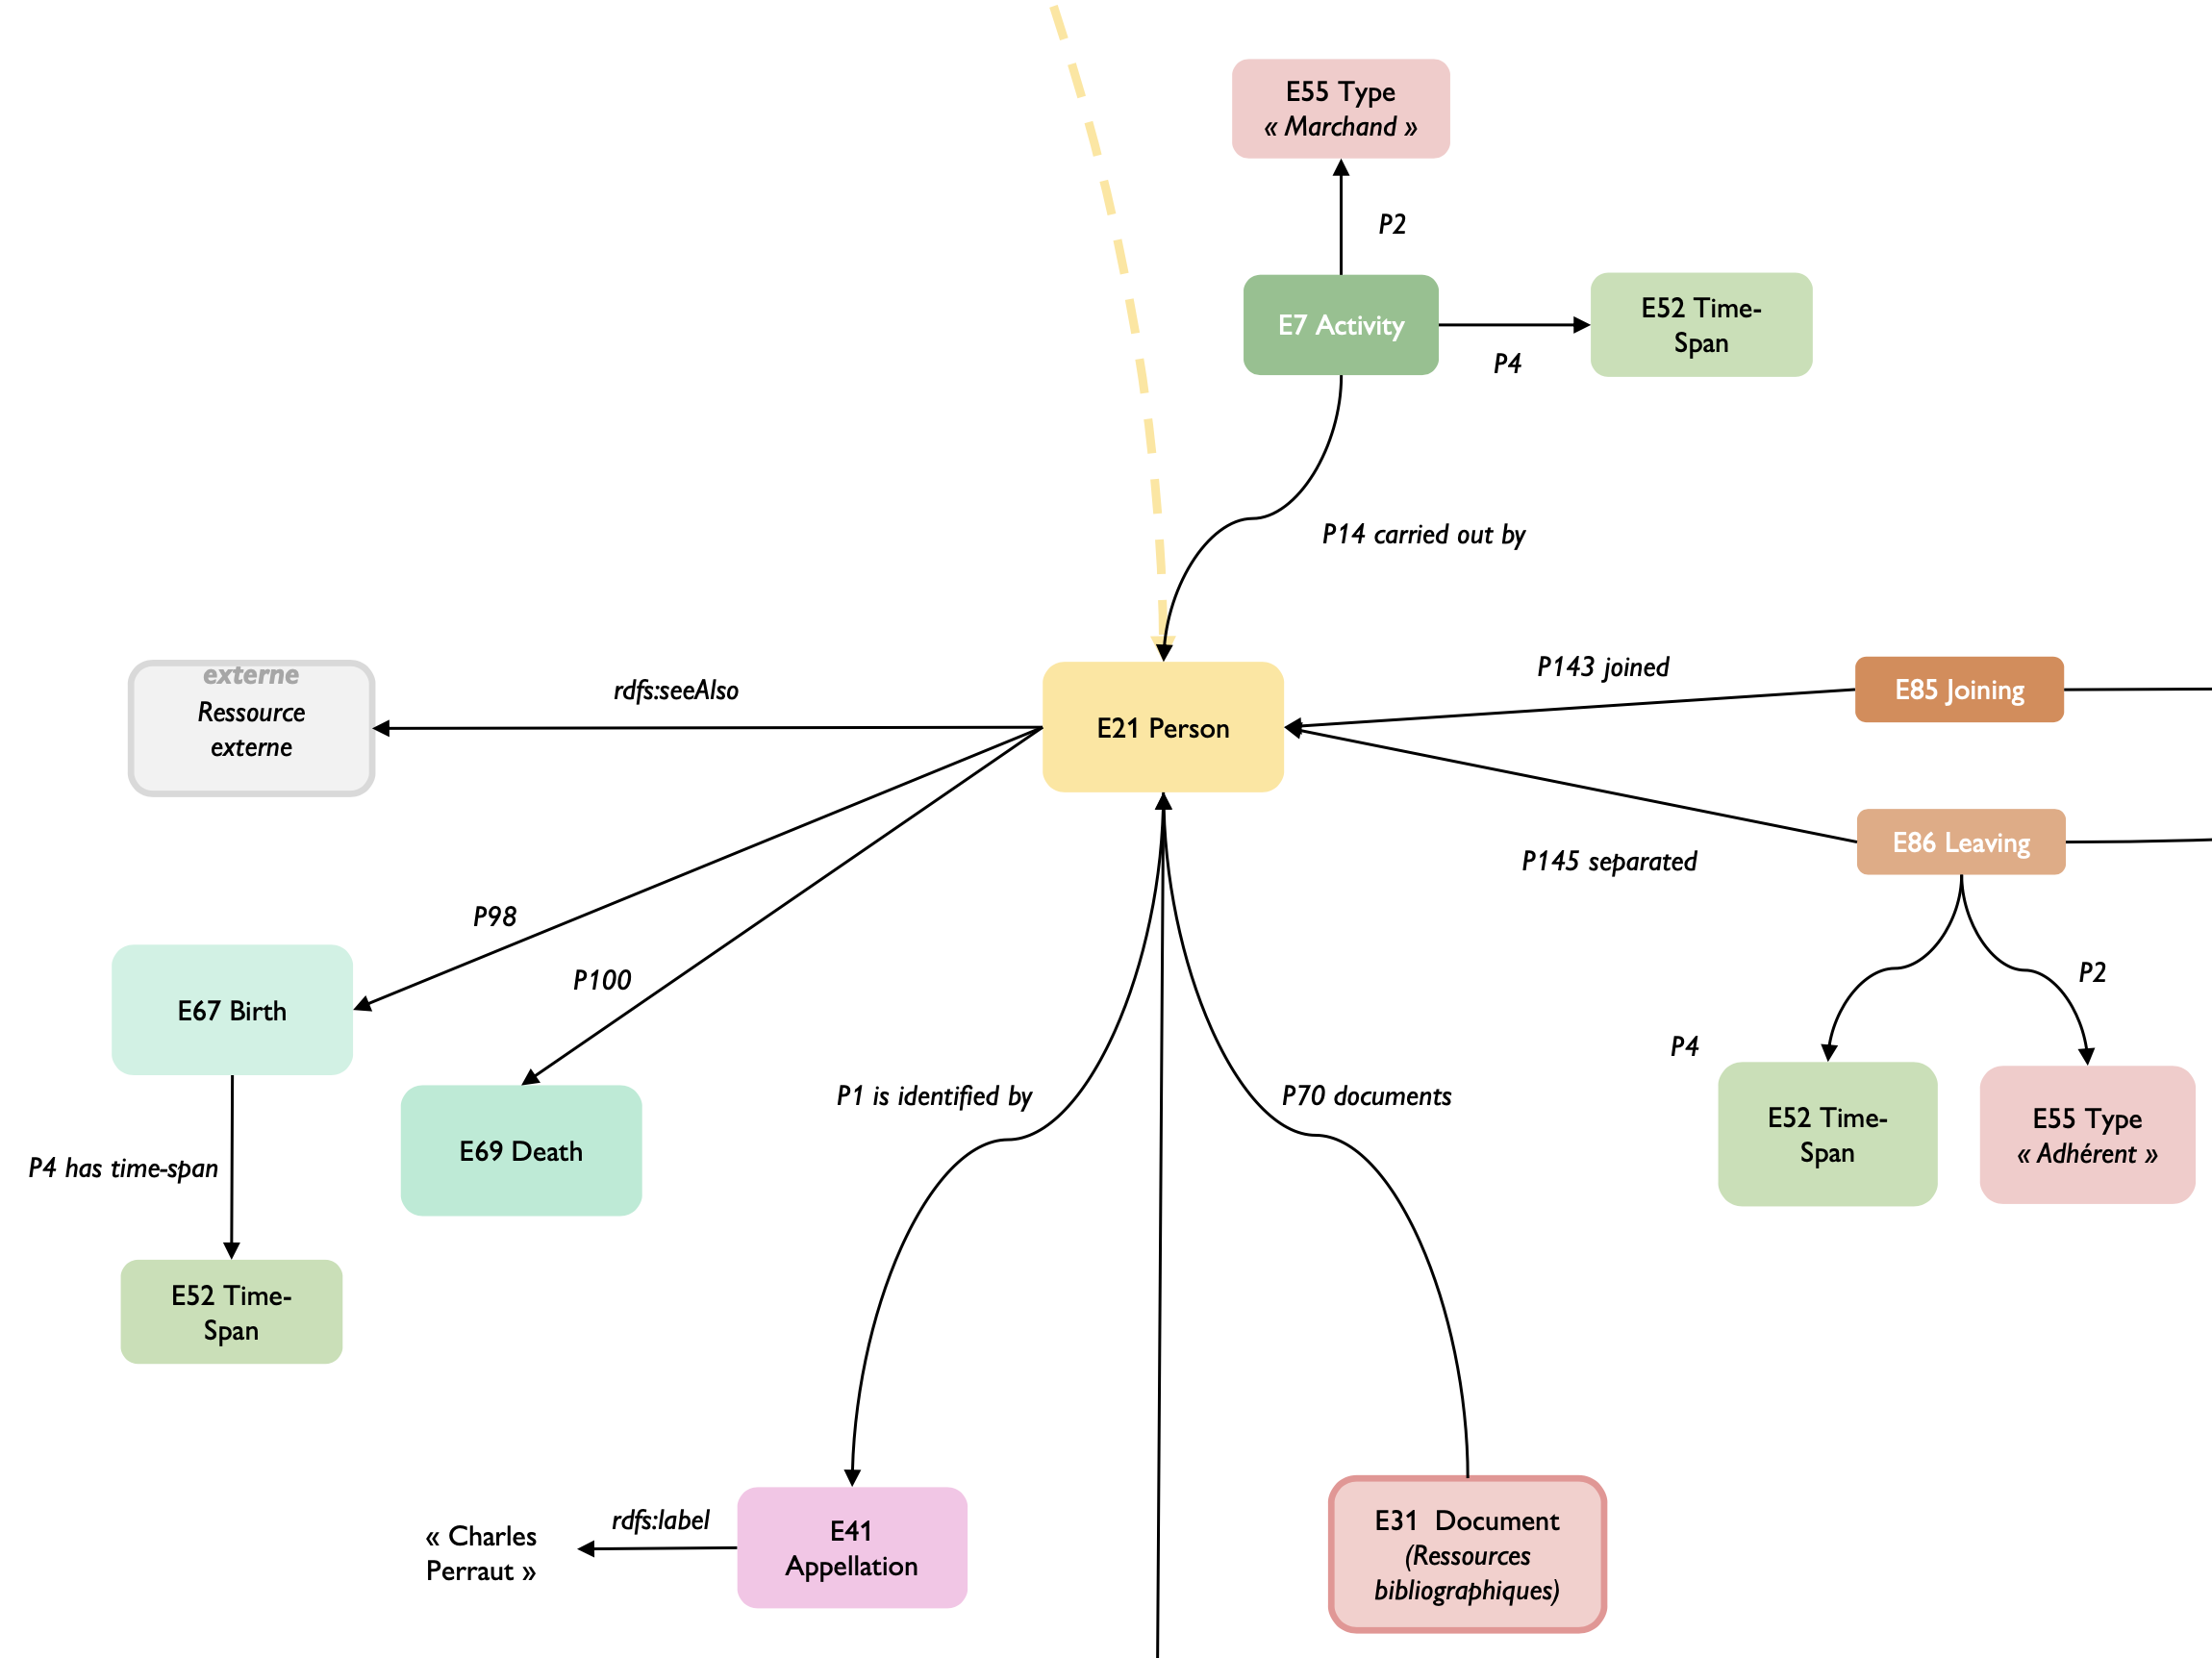 E55 Type
« Marchand »
P2
E7 Activity
E52 Time-
Span
P4
P14 carried out by
externe
Ressource
externe
rdfs:seeAlso
E21 Person
P143 joined
E85 Joining
P145 separated
E86 Leaving
P98
P100
E67 Birth
E69 Death
P4 has time-span
E52 Time-
Span
P1 is identified by
P70 documents
P4
P2
E52 Time-
Span
E55 Type
« Adhérent »
« Charles
Perraut »
rdfs:label
E41
Appellation
E31 Document
(Ressources
bibliographiques)